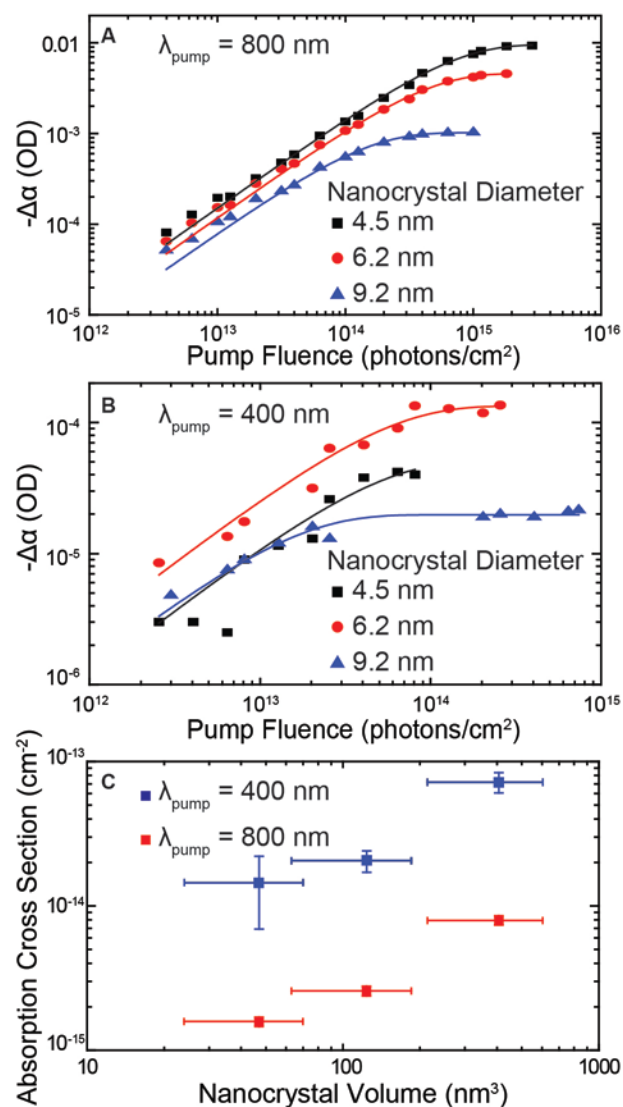 A
λpump = 800 nm
0.01
10-3
10-4
10-5
-Δα (OD)
Nanocrystal Diameter
4.5 nm
6.2 nm
9.2 nm
1012 1013 1014 1015 1016
Pump Fluence (photons/cm2)
B
λpump = 400 nm
10-4
10-5
10-6
-Δα (OD)
Nanocrystal Diameter
4.5 nm
6.2 nm
9.2 nm
1012 1013 1014 1015
Pump Fluence (photons/cm2)
10-13
C
λpump = 400 nm
λpump = 800 nm
10-14
10-15
Absorption Cross Section (cm-2)
10 100 1000
Nanocrystal Volume (nm3)